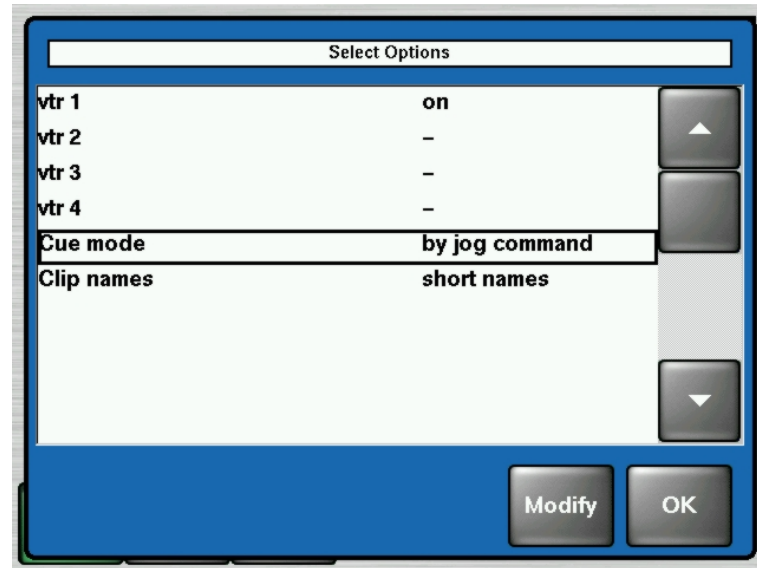 Select Options
vtr 1 on
vtr 2 –
vtr 3 –
vtr 4 –
Cue mode by jog command
Clip names short names
Modify OK